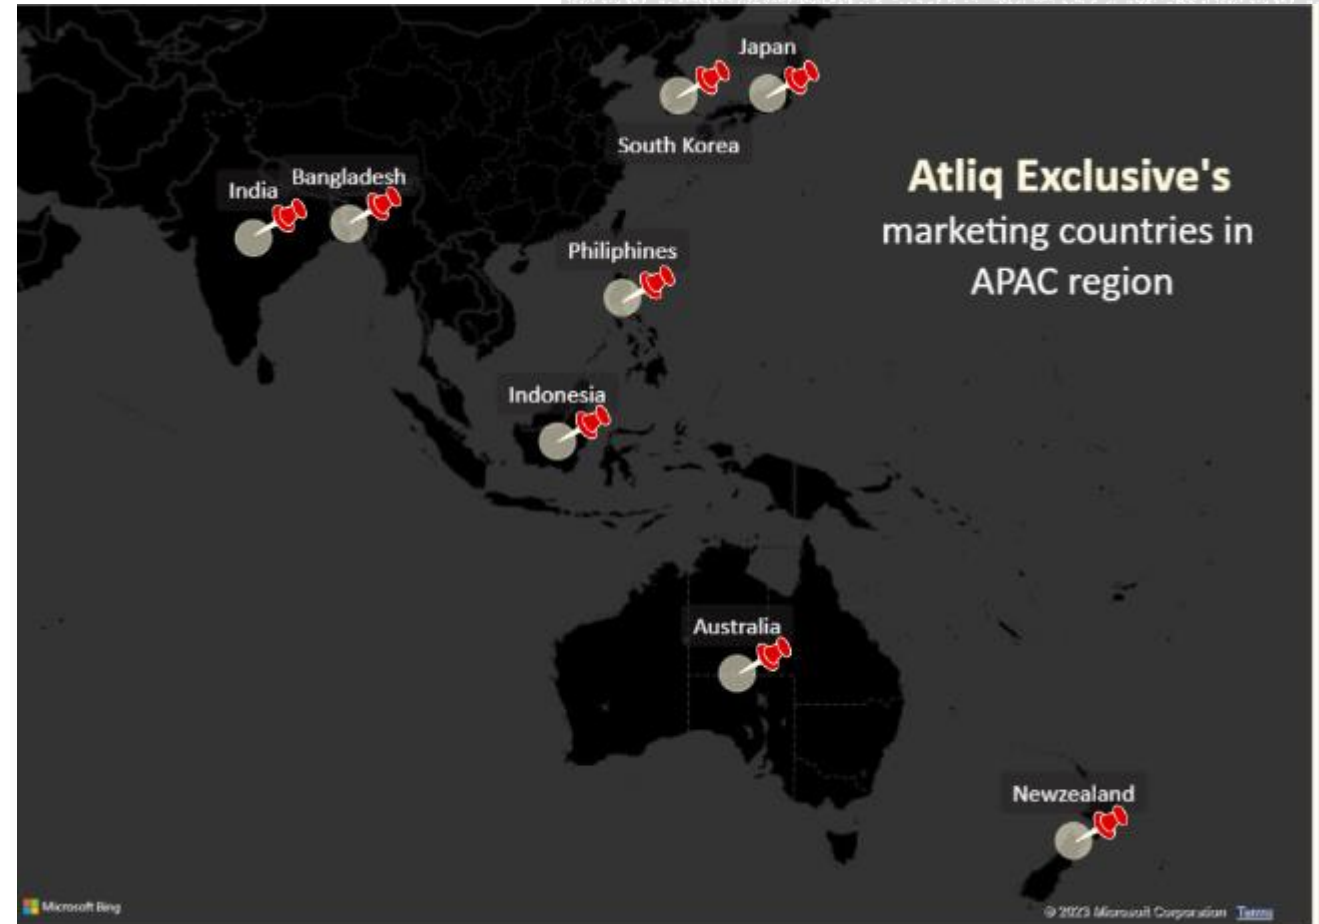 Japan
South Korea
Atliq Exclusive's
marketing countries in
APAC region
India
Bangladesh
Philiphines
Indonesia
Australia
Newzealand
Microsoft Bing
© 2023 Microsoft Corporation Terms